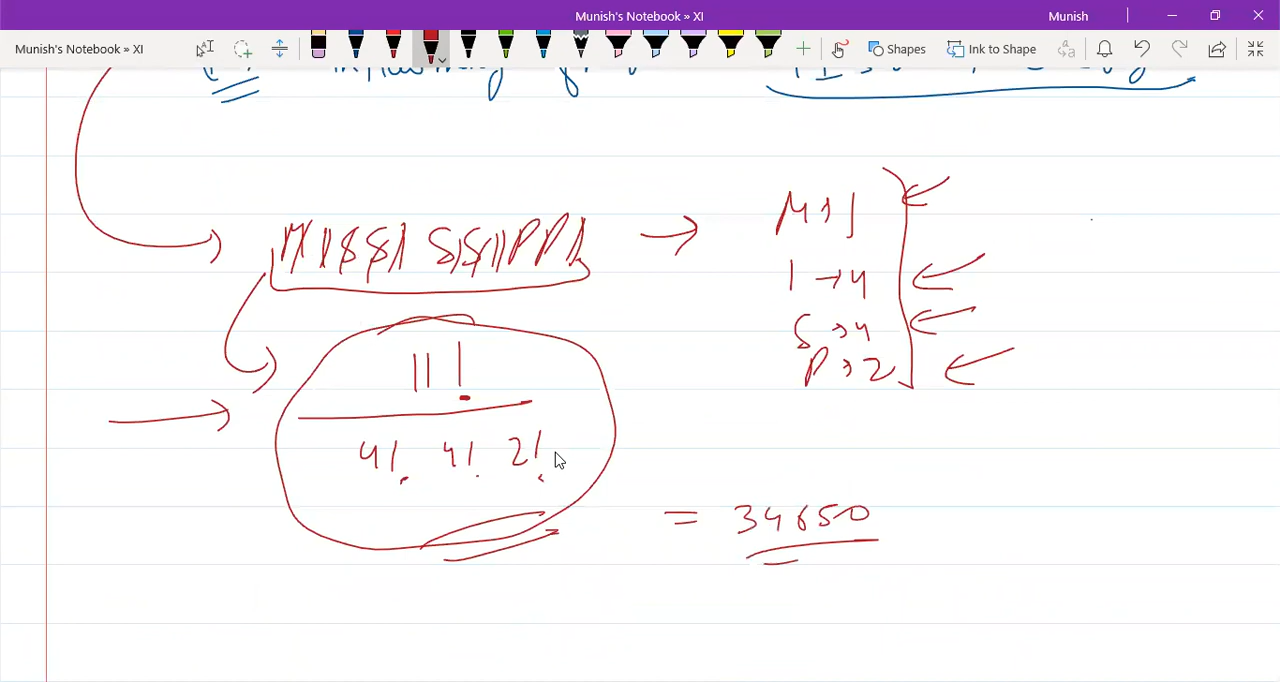 Munish's Notebook » XI
Munish
Munish's Notebook » XI
Shapes
Ink to Shape
MISSISSIPPI
M → 1
I → 4
S → 4
P → 2
11!
4! 4! 2!
= 34650